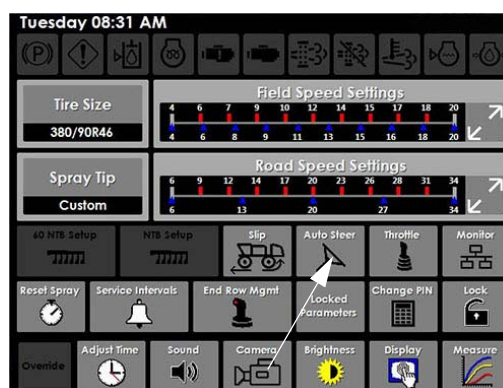 Tuesday 08:31 AM
Tire Size
380/90R46
Field Speed Settings
4 6 7 9 10 12 14 15 17 18 20
4 6 8 9 11 13 15 16 18 20
Spray Tip
Custom
Road Speed Settings
6 9 12 14 17 20 23 26 28 31 34
6 13 20 27 34
60 NTB Setup
NTB Setup
Slip
Auto Steer
Throttle
Monitor
Reset Spray
Service Intervals
End Row Mgmt
Locked
Parameters
Change PIN
Lock
Override
Adjust Time
Sound
Camera
Brightness
Display
Measure